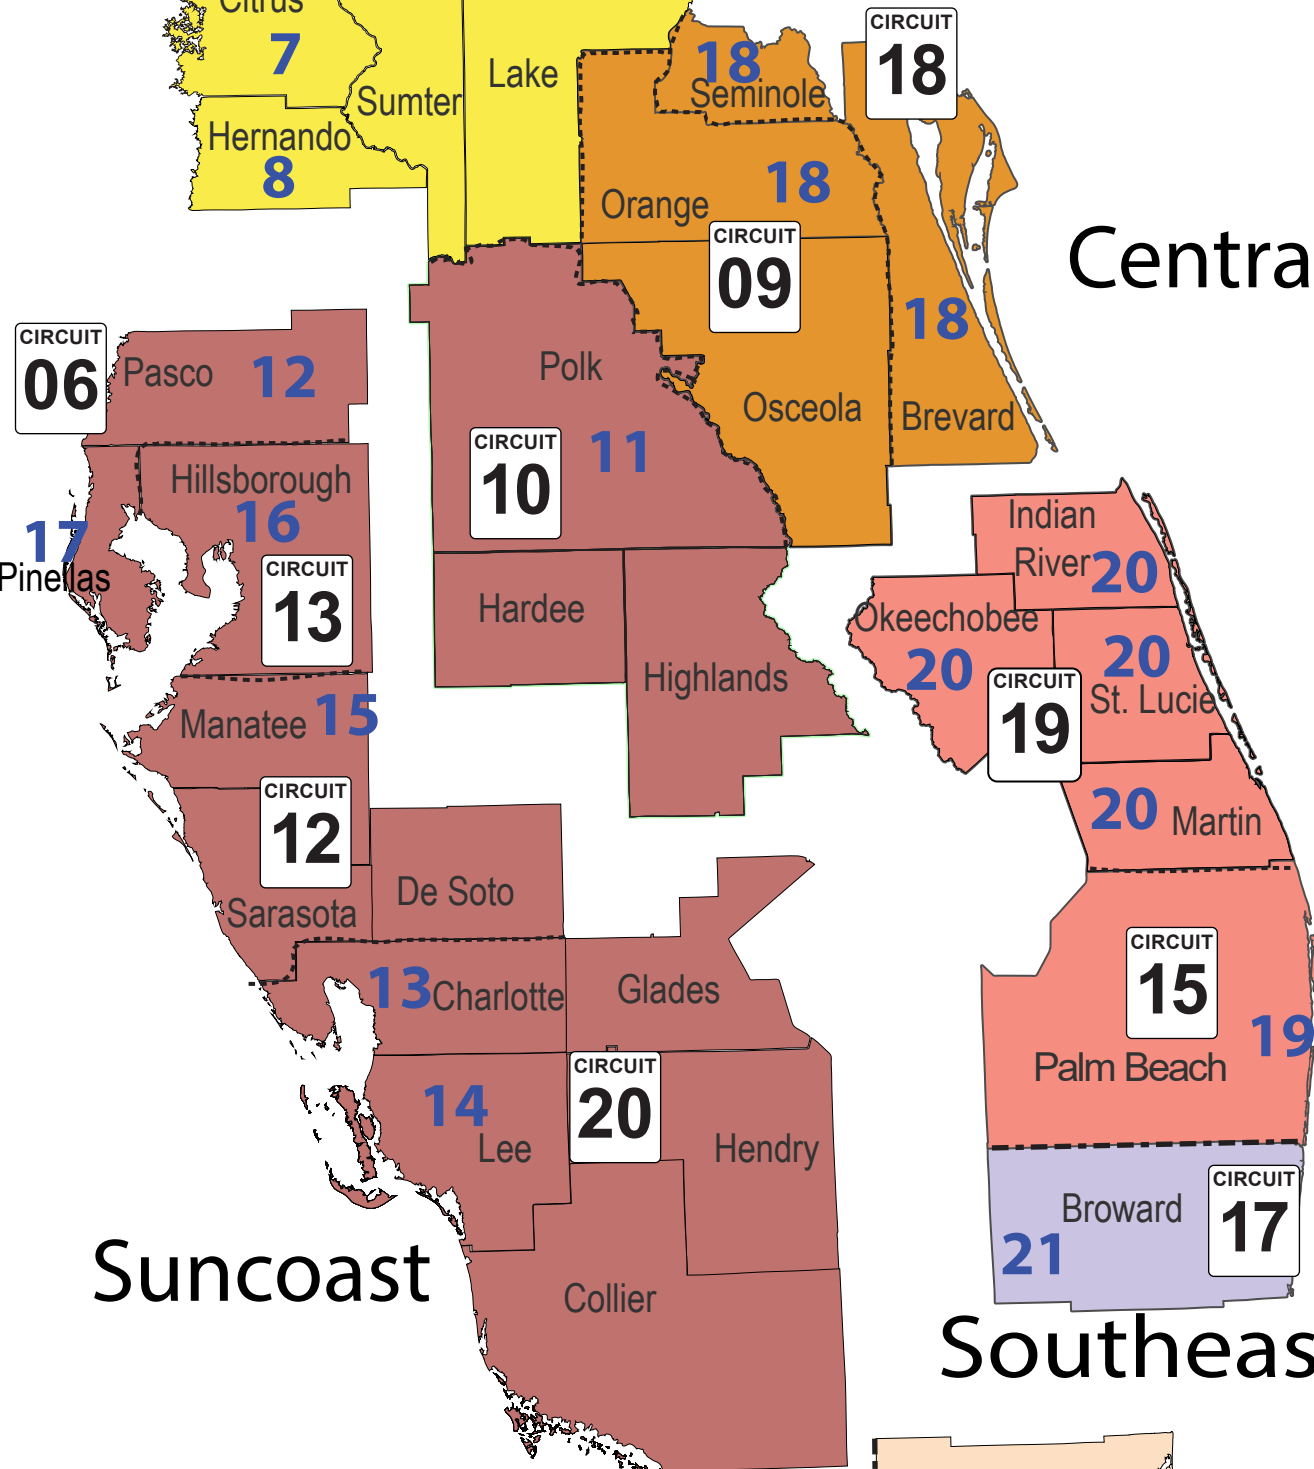 Citrus
7
Hernando
8
Sumter
Lake
18
Seminole
CIRCUIT
18
Orange
18
CIRCUIT
09
Centra
18
Osceola
Brevard
CIRCUIT
06
Pasco
12
Polk
11
CIRCUIT
10
Hillsborough
16
17
Pinellas
CIRCUIT
13
Hardee
Highlands
Indian
River
20
Okeechobee
20
20
St. Lucie
CIRCUIT
19
20
Martin
Manatee
15
CIRCUIT
12
Sarasota
De Soto
13
Charlotte
Glades
CIRCUIT
15
19
Palm Beach
14
Lee
CIRCUIT
20
Hendry
Broward
CIRCUIT
17
21
Suncoast
Collier
Southeas